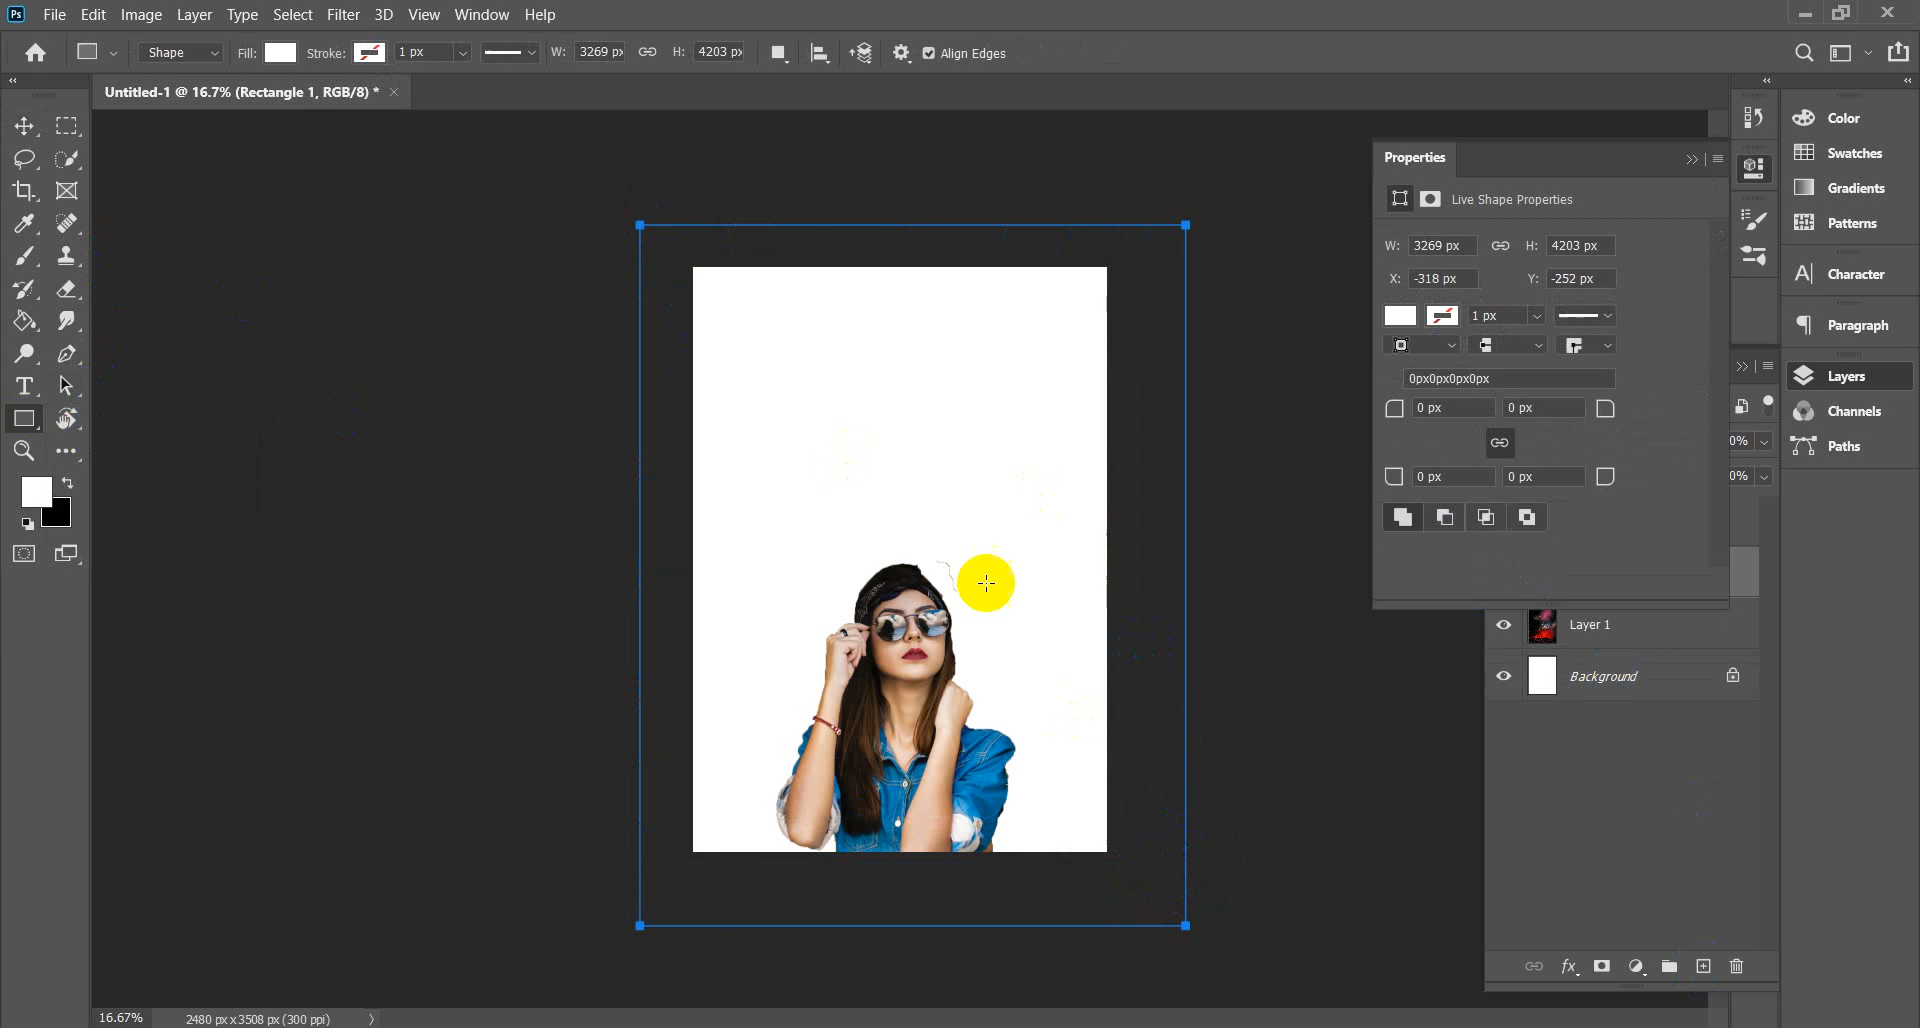 Ps File Edit Image Layer Type Select Filter 3D View Window Help
Shape Fill: Stroke: 1 px W: 3269 px H: 4203 px Align Edges
Untitled-1 @ 16.7% (Rectangle 1, RGB/8) *
Properties
Live Shape Properties
W: 3269 px H: 4203 px
X: -318 px Y: -252 px
1 px
0px0px0px0px
0 px 0 px
0 px 0 px
Color
Swatches
Gradients
Patterns
Character
Paragraph
Layers
Channels
Paths
0%
0%
Layer 1
Background
fx
16.67% 2480 px x 3508 px (300 ppi)